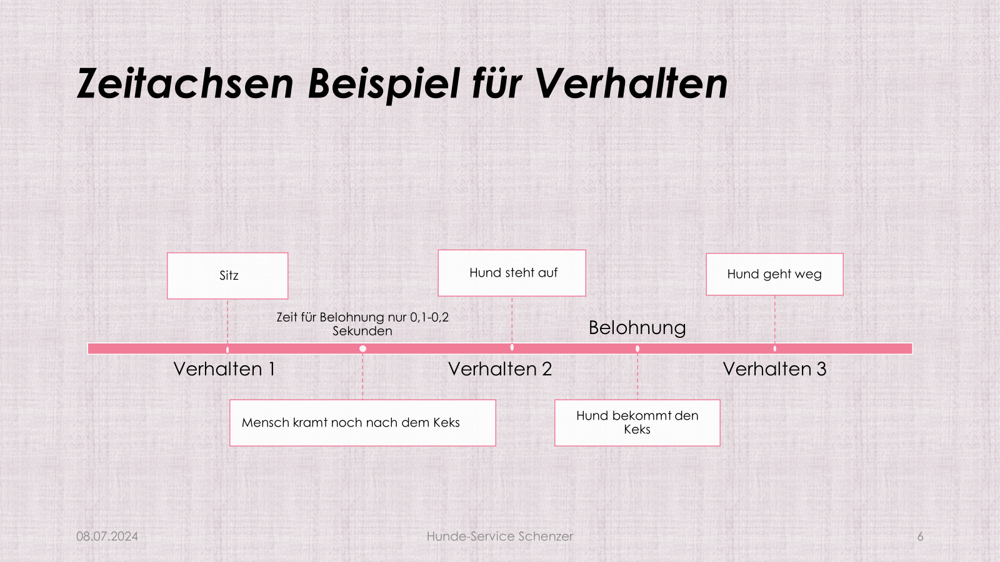 Zeitachsen Beispiel für Verhalten
Sitz
Hund steht auf
Hund geht weg
Zeit für Belohnung nur 0,1-0,2
Sekunden
Belohnung
Verhalten 1
Verhalten 2
Verhalten 3
Mensch kramt noch nach dem Keks
Hund bekommt den
Keks
08.07.2024
Hunde-Service Schenzer
6